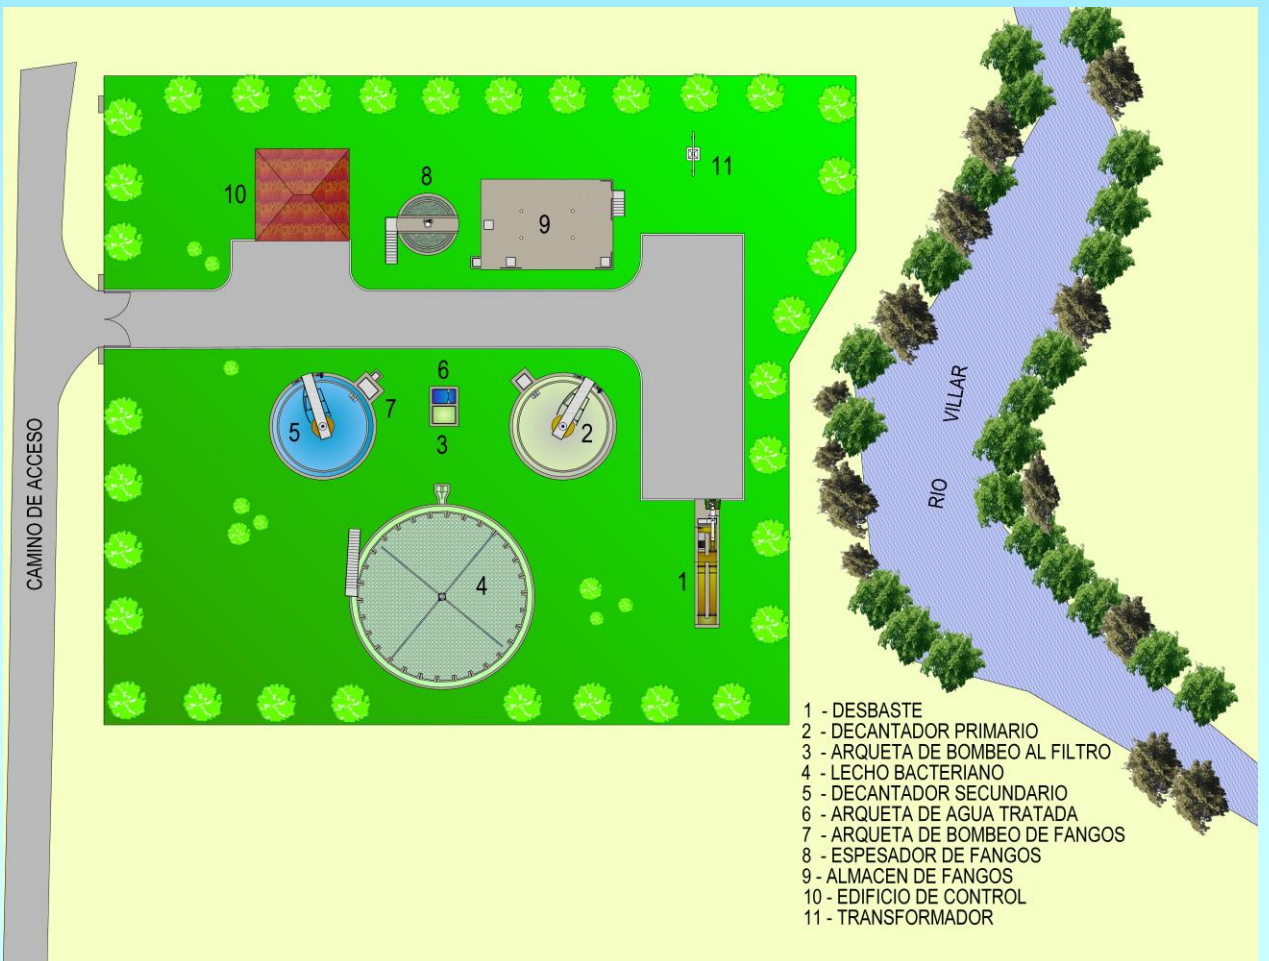 11
8
10
9
6
7
5
2
3
4
1
CAMINO DE ACCESO
RIO VILLAR
1 - DESBASTE
2 - DECANTADOR PRIMARIO
3 - ARQUETA DE BOMBEO AL FILTRO
4 - LECHO BACTERIANO
5 - DECANTADOR SECUNDARIO
6 - ARQUETA DE AGUA TRATADA
7 - ARQUETA DE BOMBEO DE FANGOS
8 - ESPESADOR DE FANGOS
9 - ALMACEN DE FANGOS
10 - EDIFICIO DE CONTROL
11 - TRANSFORMADOR